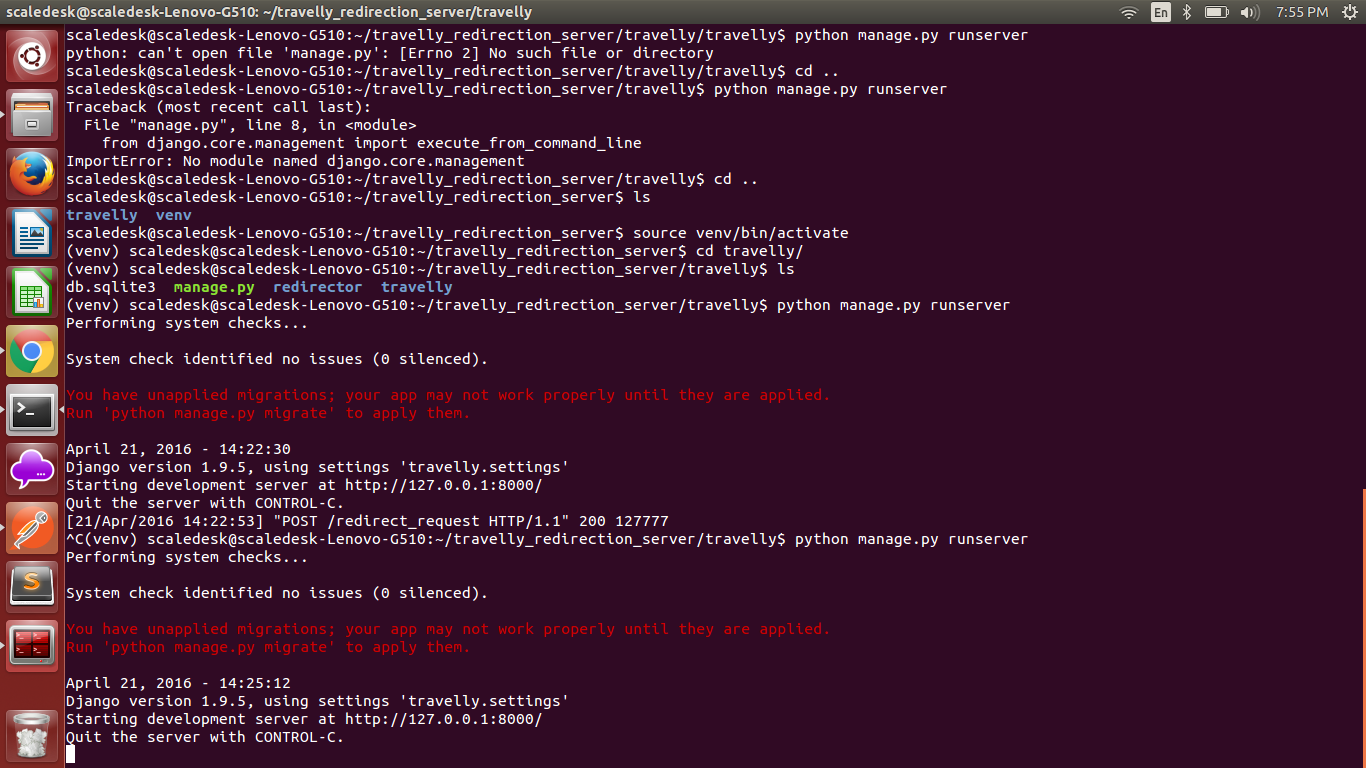 scaledesk@scaledesk-Lenovo-G510: ~/travelly_redirection_server/travelly
En
7:55 PM
scaledesk@scaledesk-Lenovo-G510:~/travelly_redirection_server/travelly/travelly$ python manage.py runserver
python: can't open file 'manage.py': [Errno 2] No such file or directory
scaledesk@scaledesk-Lenovo-G510:~/travelly_redirection_server/travelly/travelly$ cd ..
scaledesk@scaledesk-Lenovo-G510:~/travelly_redirection_server/travelly$ python manage.py runserver
Traceback (most recent call last):
  File "manage.py", line 8, in <module>
    from django.core.management import execute_from_command_line
ImportError: No module named django.core.management
scaledesk@scaledesk-Lenovo-G510:~/travelly_redirection_server/travelly$ cd ..
scaledesk@scaledesk-Lenovo-G510:~/travelly_redirection_server$ ls
travelly  venv
scaledesk@scaledesk-Lenovo-G510:~/travelly_redirection_server$ source venv/bin/activate
(venv) scaledesk@scaledesk-Lenovo-G510:~/travelly_redirection_server$ cd travelly/
(venv) scaledesk@scaledesk-Lenovo-G510:~/travelly_redirection_server/travelly$ ls
db.sqlite3  manage.py  redirector  travelly
(venv) scaledesk@scaledesk-Lenovo-G510:~/travelly_redirection_server/travelly$ python manage.py runserver
Performing system checks...
System check identified no issues (0 silenced).
You have unapplied migrations; your app may not work properly until they are applied.
Run 'python manage.py migrate' to apply them.
April 21, 2016 - 14:22:30
Django version 1.9.5, using settings 'travelly.settings'
Starting development server at http://127.0.0.1:8000/
Quit the server with CONTROL-C.
[21/Apr/2016 14:22:53] "POST /redirect_request HTTP/1.1" 200 127777
^C(venv) scaledesk@scaledesk-Lenovo-G510:~/travelly_redirection_server/travelly$ python manage.py runserver
Performing system checks...
System check identified no issues (0 silenced).
You have unapplied migrations; your app may not work properly until they are applied.
Run 'python manage.py migrate' to apply them.
April 21, 2016 - 14:25:12
Django version 1.9.5, using settings 'travelly.settings'
Starting development server at http://127.0.0.1:8000/
Quit the server with CONTROL-C.